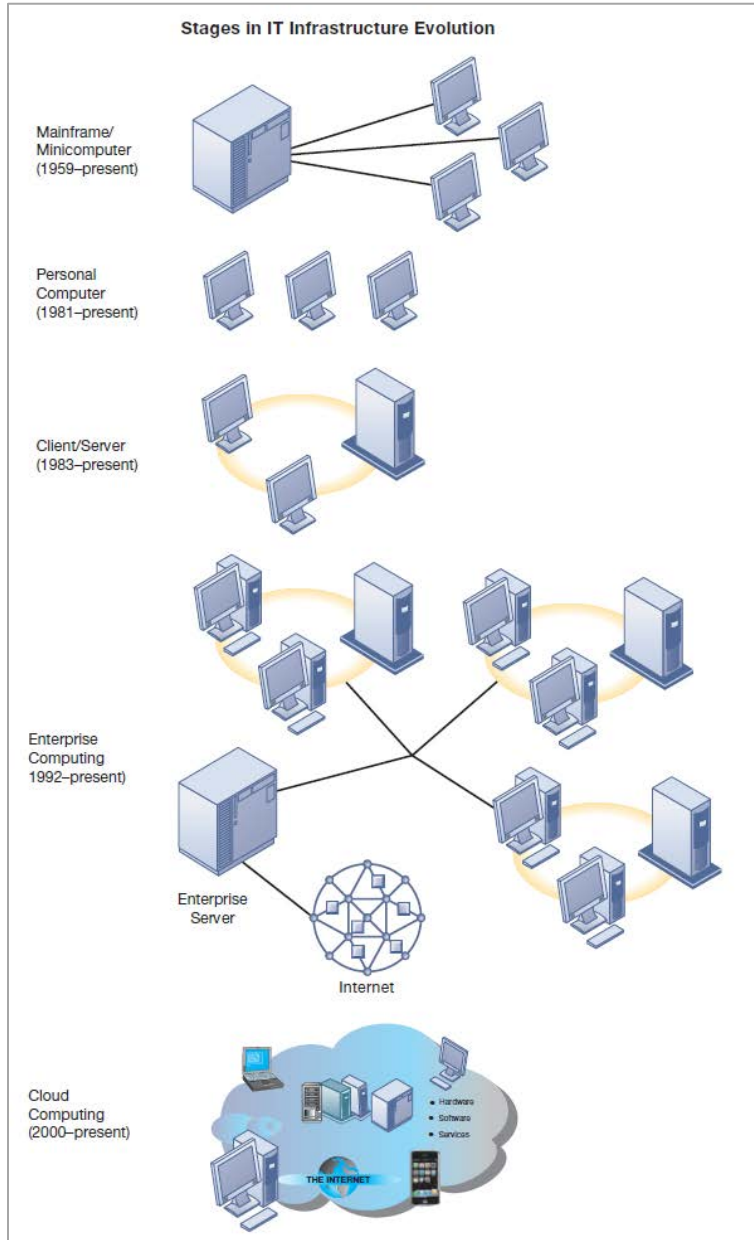 Stages in IT Infrastructure Evolution
Mainframe/
Minicomputer
(1959–present)
Personal
Computer
(1981–present)
Client/Server
(1983–present)
Enterprise
Computing
1992–present)
Enterprise
Server
Internet
Cloud
Computing
(2000–present)
• Hardware
• Software
• Services
THE INTERNET